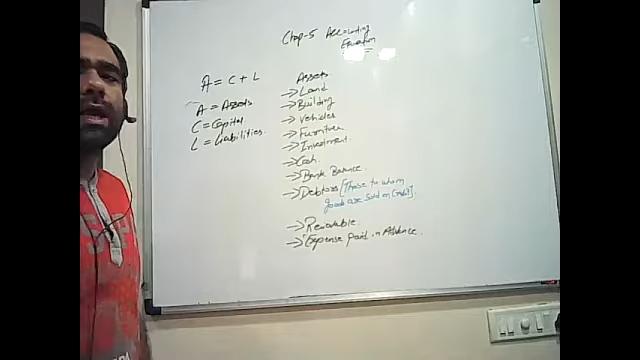 Chap-5 Accounting
Equation
A = C + L
A = Assets
C = Capital
L = Liabilities.
Assets
→ Land
→ Building
→ Vehicles
→ Furniture
→ Investment
→ Cash.
→ Bank Balance.
→ Debtors [Those to whom
goods are sold on Credit].
→ Receivable.
→ Expense Paid in Advance.